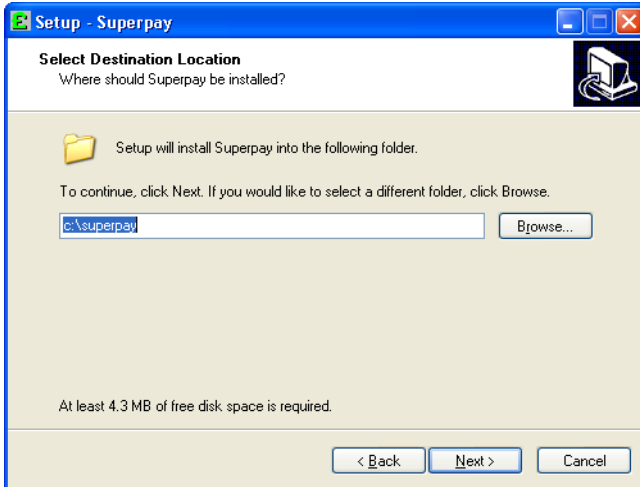 Setup - Superpay
Select Destination Location
Where should Superpay be installed?
Setup will install Superpay into the following folder.
To continue, click Next. If you would like to select a different folder, click Browse.
c:\superpay
Browse...
At least 4.3 MB of free disk space is required.
< Back
Next >
Cancel